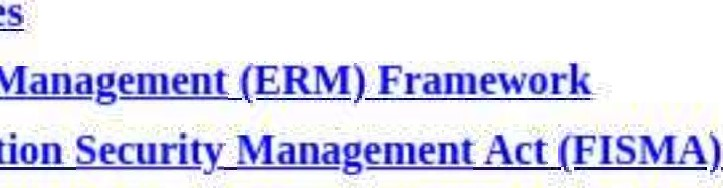 es
Management (ERM) Framework
tion Security Management Act (FISMA)